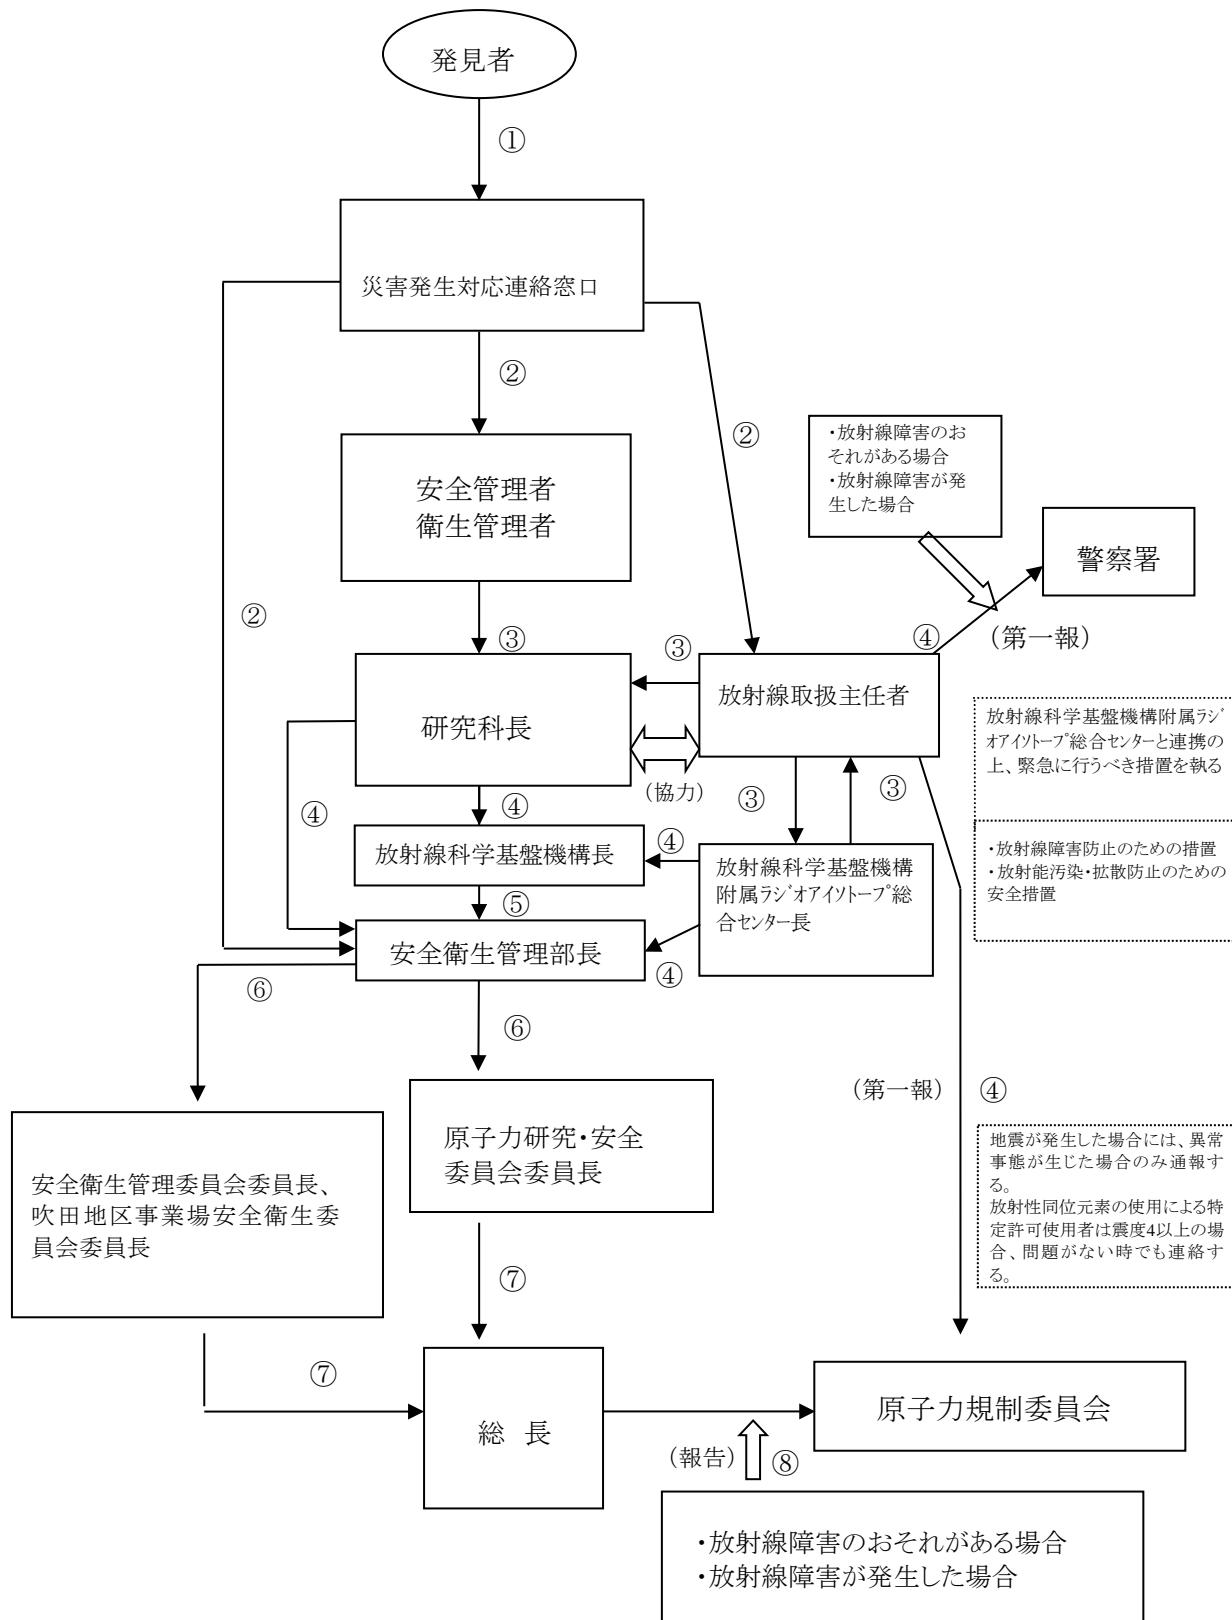 発見者
①
災害発生対応連絡窓口
②
②
②
安全管理者
衛生管理者
・放射線障害のお
それがある場合
・放射線障害が発
生した場合
警察署
④
(第一報)
③
③
研究科長
放射線取扱主任者
(協力)
放射線科学基盤機構附属ラジ
オアイソトープ総合センターと連携の
上、緊急に行うべき措置を執る
③
③
④
④
放射線科学基盤機構長
④
放射線科学基盤機構
附属ラジオアイソトープ総
合センター長
・放射線障害防止のための措置
・放射能汚染・拡散防止のための
安全措置
⑤
安全衛生管理部長
④
⑥
⑥
(第一報)
④
安全衛生管理委員会委員長、
吹田地区事業場安全衛生委
員会委員長
原子力研究・安全
委員会委員長
地震が発生した場合には、異常
事態が生じた場合のみ通報す
る。
放射性同位元素の使用による特
定許可使用者は震度4以上の場
合、問題がない時でも連絡す
る。
⑦
⑦
総 長
原子力規制委員会
(報告)
⑧
・放射線障害のおそれがある場合
・放射線障害が発生した場合